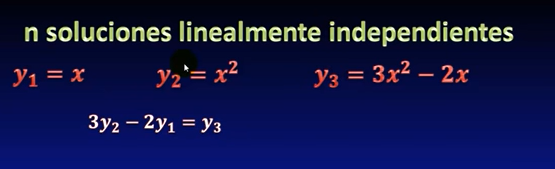 n soluciones linealmente independientes
y₁ = x y₂ = x² y₃ = 3x² − 2x
3y₂ − 2y₁ = y₃